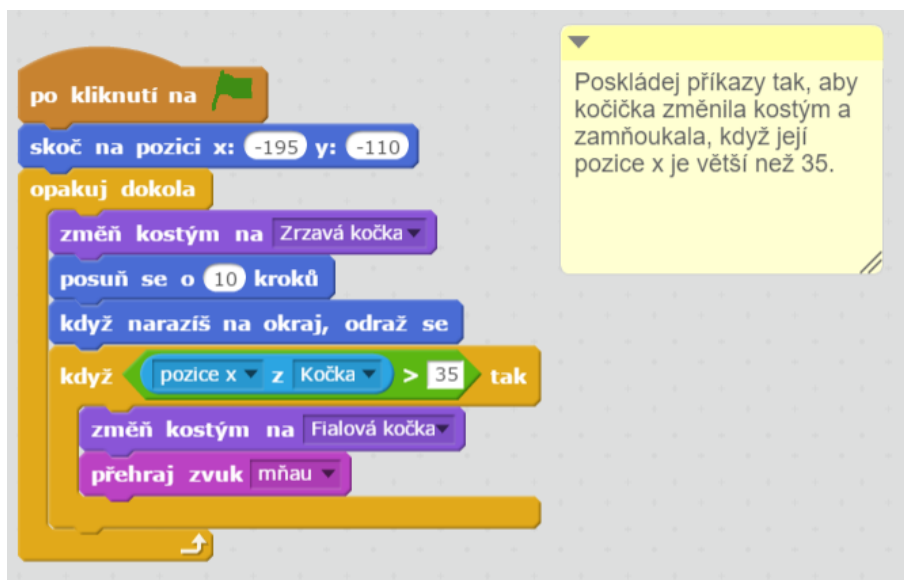 po kliknutí na
skoč na pozici x: -195 y: -110
opakuj dokola
změň kostým na Zrzavá kočka
posuň se o 10 kroků
když narazíš na okraj, odraž se
když pozice x z Kočka > 35 tak
změň kostým na Fialová kočka
přehraj zvuk mňau
Poskládej příkazy tak, aby
kočička změnila kostým a
zamňoukala, když její
pozice x je větší než 35.